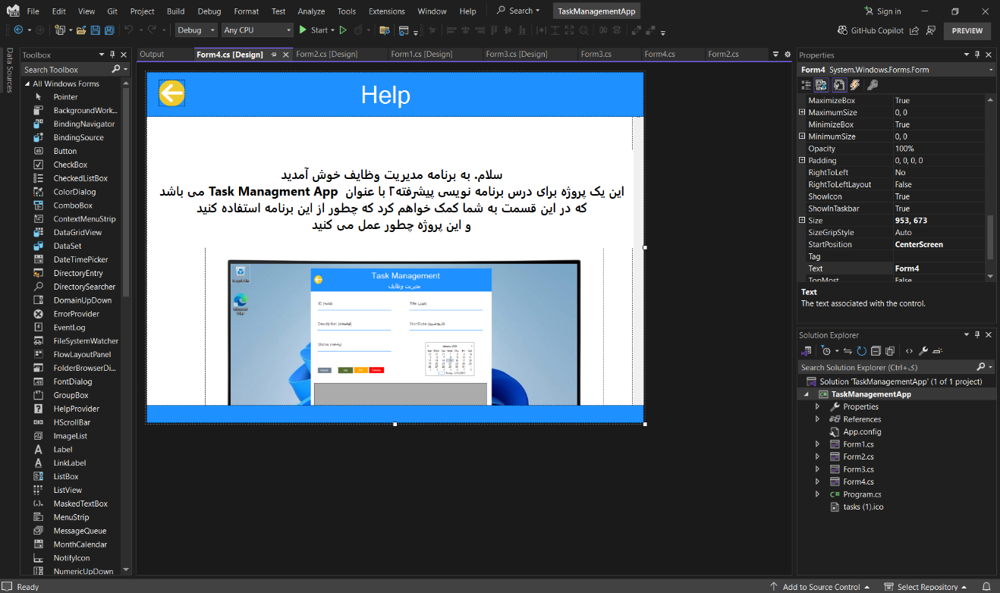 File Edit View Git Project Build Debug Format Test Analyze Tools Extensions Window Help Search TaskManagementApp Sign in
Debug Any CPU Start GitHub Copilot PREVIEW
Data Sources
Toolbox
Search Toolbox
All Windows Forms
Pointer
BackgroundWork...
BindingNavigator
BindingSource
Button
CheckBox
CheckedListBox
ColorDialog
ComboBox
ContextMenuStrip
DataGridView
DataSet
DateTimePicker
DirectoryEntry
DirectorySearcher
DomainUpDown
ErrorProvider
EventLog
FileSystemWatcher
FlowLayoutPanel
FolderBrowserDi...
FontDialog
GroupBox
HelpProvider
HScrollBar
ImageList
Label
LinkLabel
ListBox
ListView
MaskedTextBox
MenuStrip
MessageQueue
MonthCalendar
NotifyIcon
NumericUpDown
Output Form4.cs [Design] Form2.cs [Design] Form1.cs [Design] Form3.cs [Design] Form3.cs Form4.cs Form2.cs
Help
سلام. به برنامه مدیریت وظایف خوش آمدید
این یک پروژه برای درس برنامه نویسی پیشرفته۲ با عنوان Task Managment App می باشد
که در این قسمت به شما کمک خواهم کرد که چطور از این برنامه استفاده کنید
و این پروژه چطور عمل می کنید
Task Management
مدیریت وظایف
ID (شناسه) Title (عنوان)
Description (توضیحات) StartDate (تاریخ شروع)
Status (وضعیت)
Properties
Form4 System.Windows.Forms.Form
MaximizeBox True
MaximumSize 0, 0
MinimizeBox True
MinimumSize 0, 0
Opacity 100%
Padding 0, 0, 0, 0
RightToLeft No
RightToLeftLayout False
ShowIcon True
ShowInTaskbar True
Size 953, 673
SizeGripStyle Auto
StartPosition CenterScreen
Tag
Text Form4
TopMost False
Text
The text associated with the control.
Solution Explorer
Search Solution Explorer (Ctrl+ک)
Solution 'TaskManagementApp' (1 of 1 project)
TaskManagementApp
Properties
References
App.config
Form1.cs
Form2.cs
Form3.cs
Form4.cs
Program.cs
tasks (1).ico
Ready Add to Source Control Select Repository